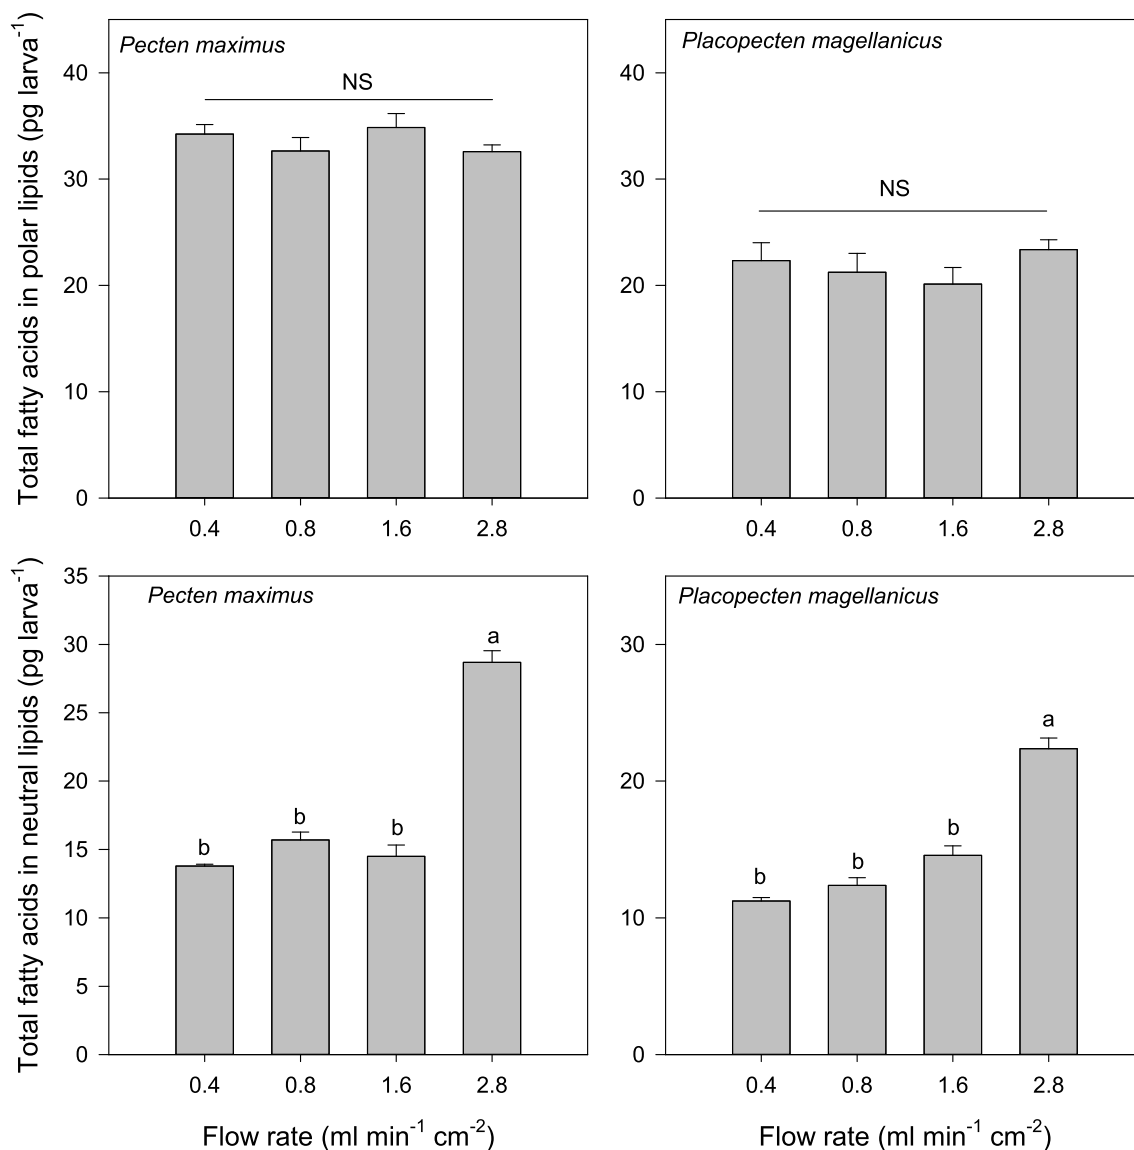 Total fatty acids in polar lipids (pg larva⁻¹)
Pecten maximus
NS
40
30
20
10
0
0.4 0.8 1.6 2.8
Placopecten magellanicus
NS
40
30
20
10
0
0.4 0.8 1.6 2.8
Total fatty acids in neutral lipids (pg larva⁻¹)
Pecten maximus
35
30
25
20
15
10
5
0
b b b a
0.4 0.8 1.6 2.8
Flow rate (ml min⁻¹ cm⁻²)
Placopecten magellanicus
30
20
10
0
b b b a
0.4 0.8 1.6 2.8
Flow rate (ml min⁻¹ cm⁻²)